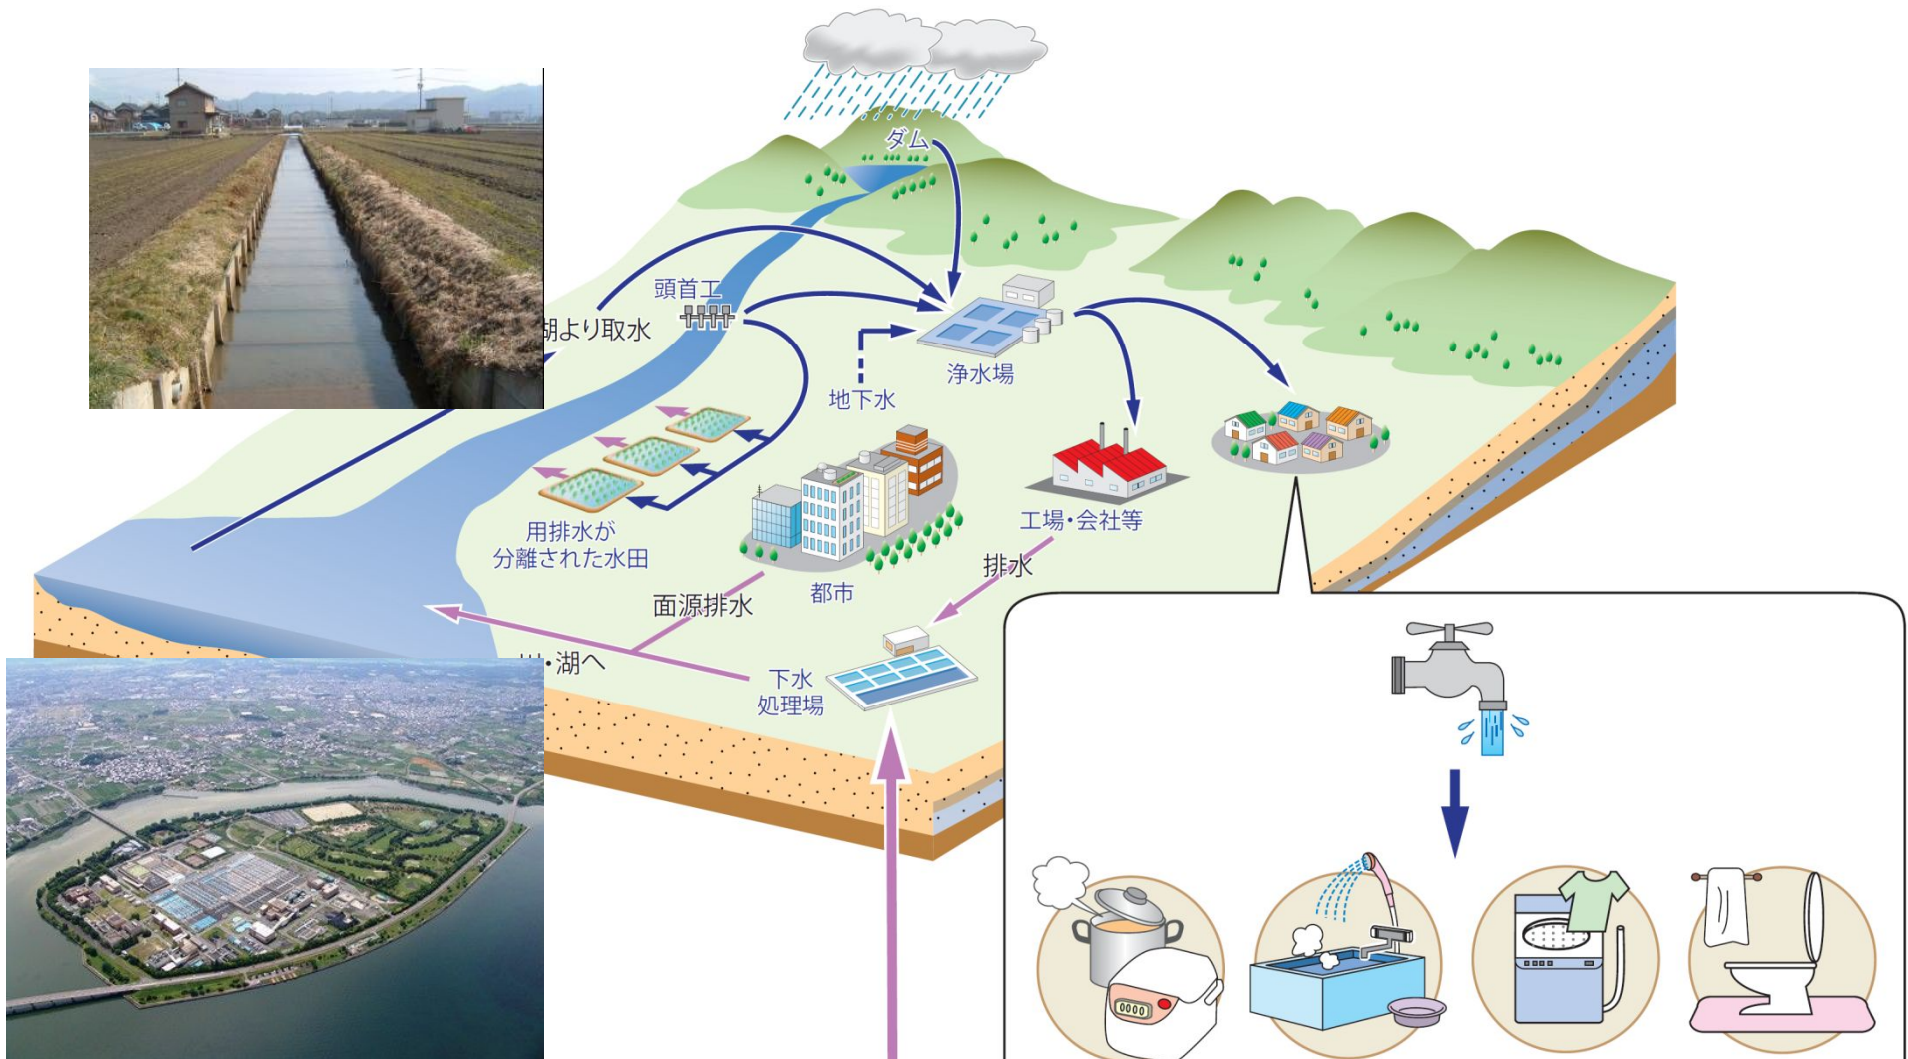 ダム
頭首工
湖より取水
浄水場
地下水
用排水が
分離された水田
工場・会社等
排水
都市
面源排水
・湖へ
下水
処理場
0000